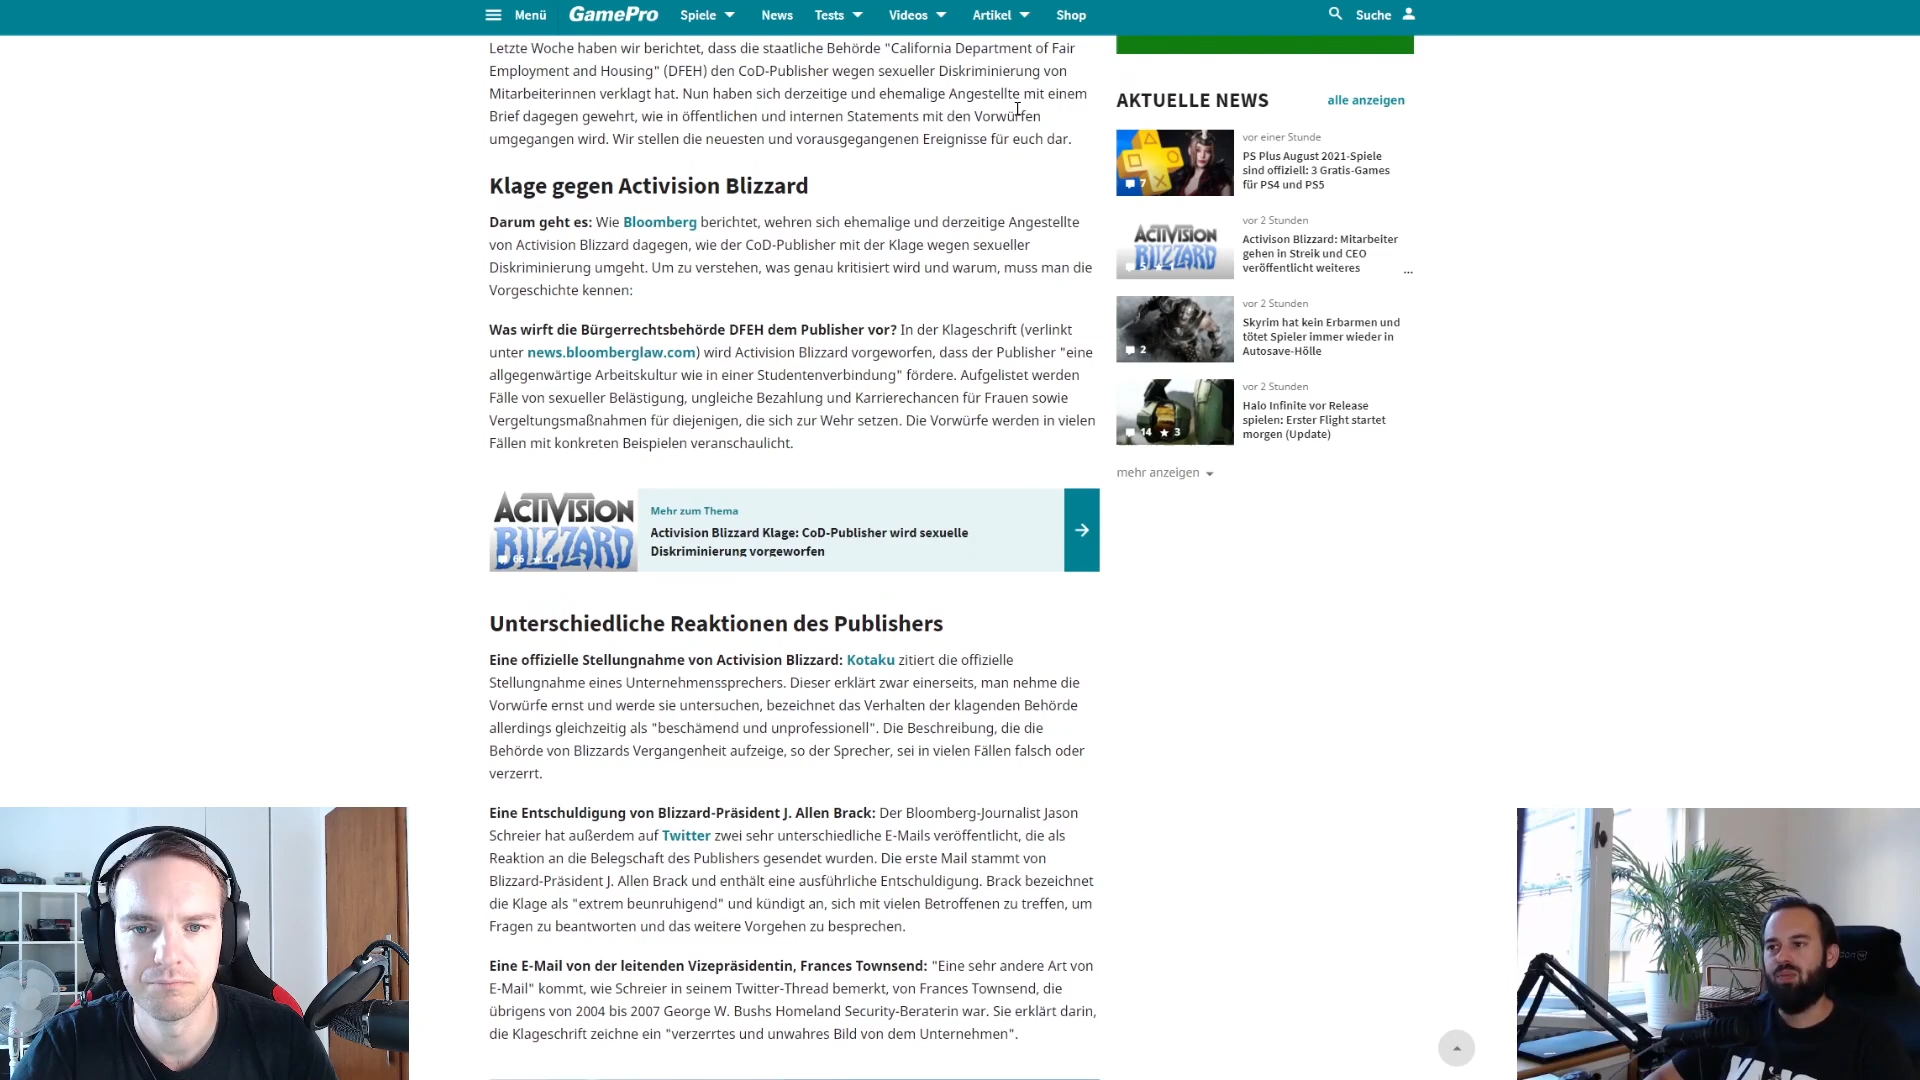 Menü
GamePro
Spiele
News
Tests
Videos
Artikel
Shop
Suche
Letzte Woche haben wir berichtet, dass die staatliche Behörde "California Department of Fair
Employment and Housing" (DFEH) den CoD-Publisher wegen sexueller Diskriminierung von
Mitarbeiterinnen verklagt hat. Nun haben sich derzeitige und ehemalige Angestellte mit einem
Brief dagegen gewehrt, wie in öffentlichen und internen Statements mit den Vorwürfen
umgegangen wird. Wir stellen die neuesten und vorausgegangenen Ereignisse für euch dar.
Klage gegen Activision Blizzard
Darum geht es: Wie Bloomberg berichtet, wehren sich ehemalige und derzeitige Angestellte
von Activision Blizzard dagegen, wie der CoD-Publisher mit der Klage wegen sexueller
Diskriminierung umgeht. Um zu verstehen, was genau kritisiert wird und warum, muss man die
Vorgeschichte kennen:
Was wirft die Bürgerrechtsbehörde DFEH dem Publisher vor? In der Klageschrift (verlinkt
unter news.bloomberglaw.com) wird Activision Blizzard vorgeworfen, dass der Publisher "eine
allgegenwärtige Arbeitskultur wie in einer Studentenverbindung" fördere. Aufgelistet werden
Fälle von sexueller Belästigung, ungleiche Bezahlung und Karrierechancen für Frauen sowie
Vergeltungsmaßnahmen für diejenigen, die sich zur Wehr setzen. Die Vorwürfe werden in vielen
Fällen mit konkreten Beispielen veranschaulicht.
ACTIVISION
BLIZZARD
Mehr zum Thema
Activision Blizzard Klage: CoD-Publisher wird sexuelle
Diskriminierung vorgeworfen
Unterschiedliche Reaktionen des Publishers
Eine offizielle Stellungnahme von Activision Blizzard: Kotaku zitiert die offizielle
Stellungnahme eines Unternehmenssprechers. Dieser erklärt zwar einerseits, man nehme die
Vorwürfe ernst und werde sie untersuchen, bezeichnet das Verhalten der klagenden Behörde
allerdings gleichzeitig als "beschämend und unprofessionell". Die Beschreibung, die die
Behörde von Blizzards Vergangenheit aufzeige, so der Sprecher, sei in vielen Fällen falsch oder
verzerrt.
Eine Entschuldigung von Blizzard-Präsident J. Allen Brack: Der Bloomberg-Journalist Jason
Schreier hat außerdem auf Twitter zwei sehr unterschiedliche E-Mails veröffentlicht, die als
Reaktion an die Belegschaft des Publishers gesendet wurden. Die erste Mail stammt von
Blizzard-Präsident J. Allen Brack und enthält eine ausführliche Entschuldigung. Brack bezeichnet
die Klage als "extrem beunruhigend" und kündigt an, sich mit vielen Betroffenen zu treffen, um
Fragen zu beantworten und das weitere Vorgehen zu besprechen.
Eine E-Mail von der leitenden Vizepräsidentin, Frances Townsend: "Eine sehr andere Art von
E-Mail" kommt, wie Schreier in seinem Twitter-Thread bemerkt, von Frances Townsend, die
übrigens von 2004 bis 2007 George W. Bushs Homeland Security-Beraterin war. Sie erklärt darin,
die Klageschrift zeichne ein "verzerrtes und unwahres Bild von dem Unternehmen".
AKTUELLE NEWS
alle anzeigen
7
vor einer Stunde
PS Plus August 2021-Spiele
sind offiziell: 3 Gratis-Games
für PS4 und PS5
ACTIVISION
BLIZZARD
vor 2 Stunden
Activison Blizzard: Mitarbeiter
gehen in Streik und CEO
veröffentlicht weiteres
...
2
vor 2 Stunden
Skyrim hat kein Erbarmen und
tötet Spieler immer wieder in
Autosave-Hölle
14 3
vor 2 Stunden
Halo Infinite vor Release
spielen: Erster Flight startet
morgen (Update)
mehr anzeigen